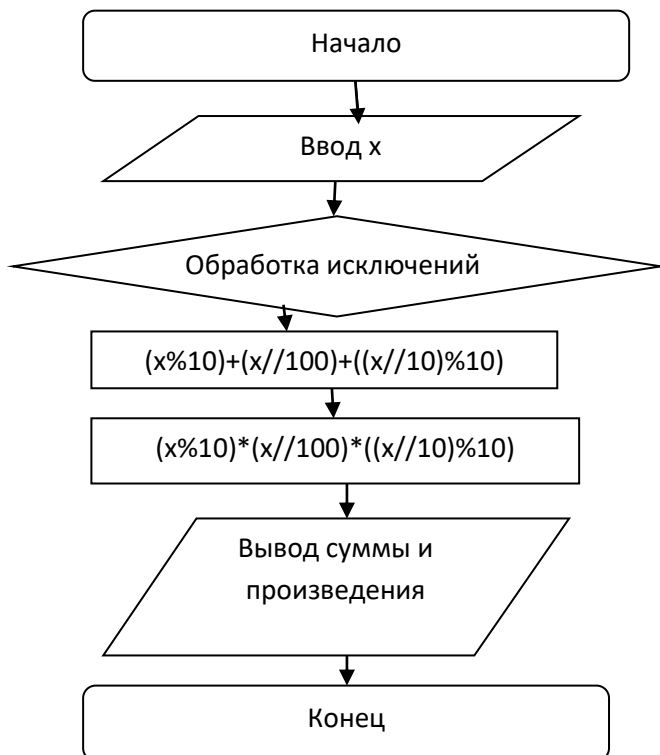 Начало
Ввод x
Обработка исключений
(x%10)+(x//100)+((x//10)%10)
(x%10)*(x//100)*((x//10)%10)
Вывод суммы и
произведения
Конец